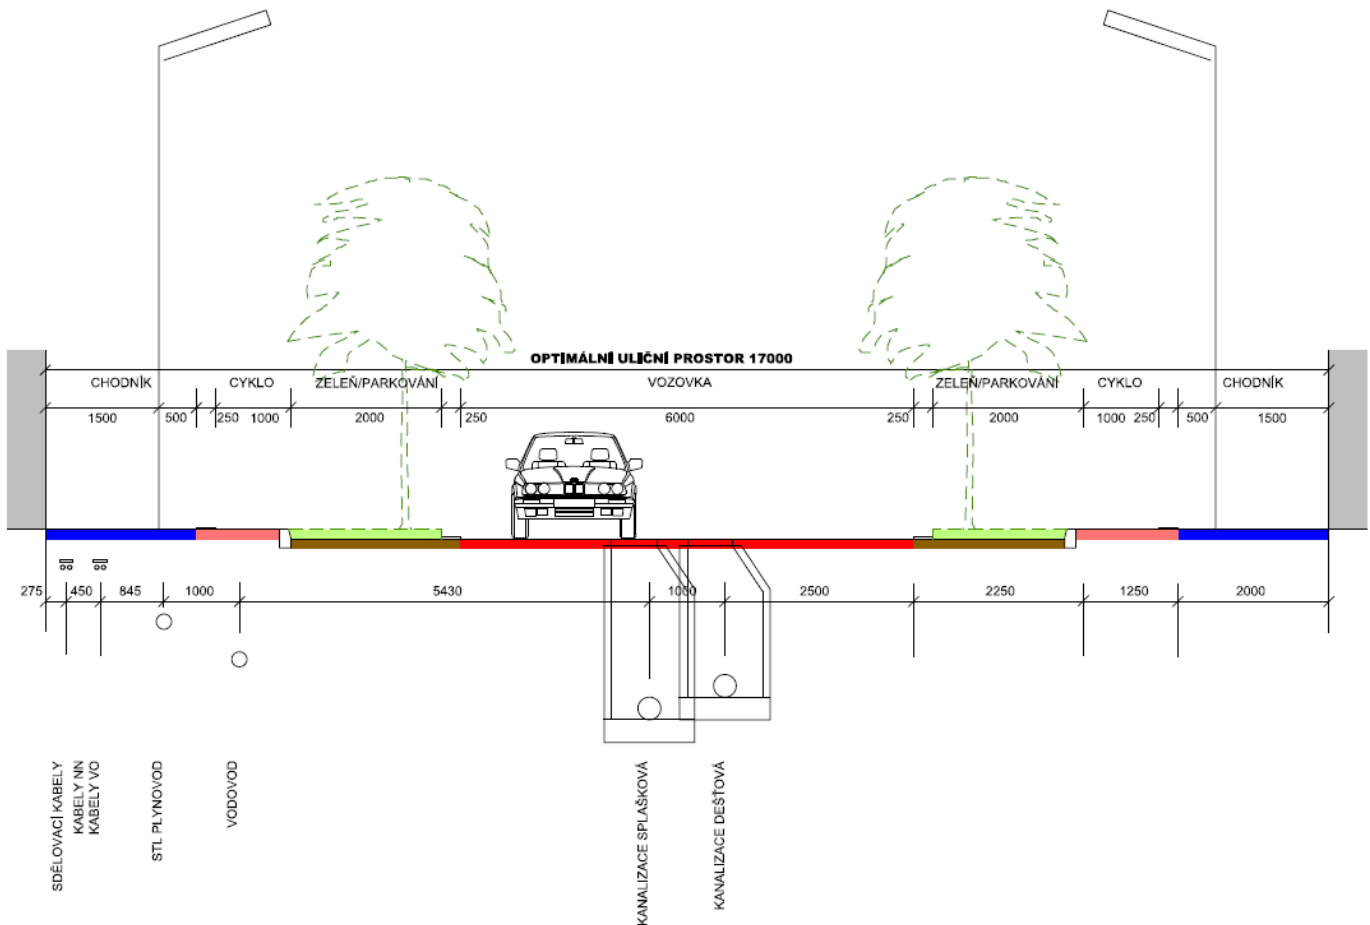 OPTIMÁLNÍ ULIČNÍ PROSTOR 17000
CHODNÍK CYKLO ZELEŇ/PARKOVÁNÍ VOZOVKA ZELEŇ/PARKOVÁNÍ CYKLO CHODNÍK
1500 500 250 1000 2000 250 6000 250 2000 1000 250 500 1500
275 450 845 1000 5430 1000 2500 2250 1250 2000
SDĚLOVACÍ KABELY
KABELY NN
KABELY VO
STL PLYNOVOD
VODOVOD
KANALIZACE SPLAŠKOVÁ
KANALIZACE DEŠŤOVÁ